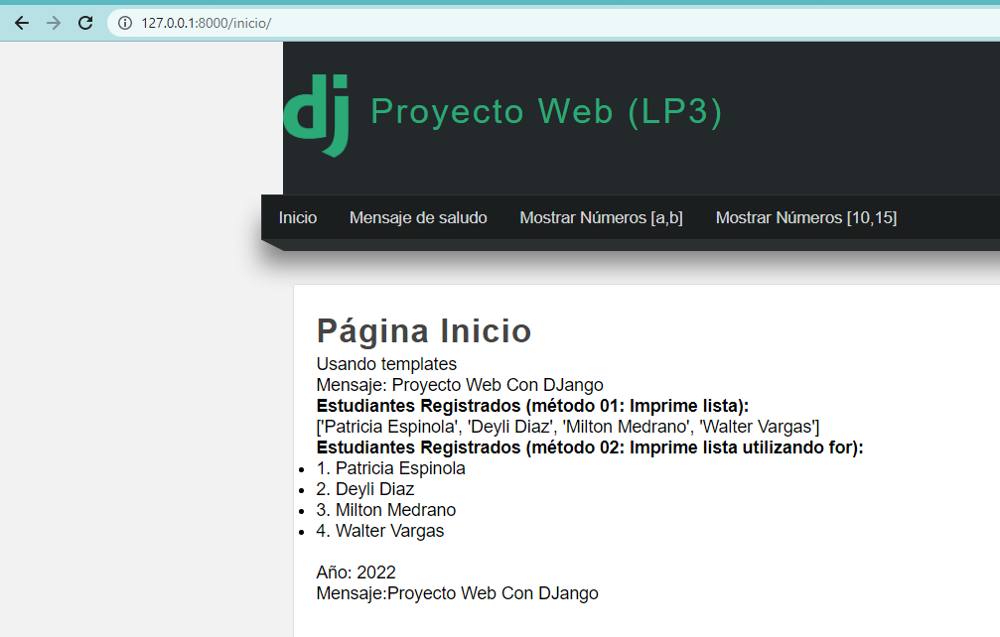 127.0.0.1:8000/inicio/
dj Proyecto Web (LP3)
Inicio Mensaje de saludo Mostrar Números [a,b] Mostrar Números [10,15]
Página Inicio
Usando templates
Mensaje: Proyecto Web Con DJango
Estudiantes Registrados (método 01: Imprime lista):
['Patricia Espinola', 'Deyli Diaz', 'Milton Medrano', 'Walter Vargas']
Estudiantes Registrados (método 02: Imprime lista utilizando for):
• 1. Patricia Espinola
• 2. Deyli Diaz
• 3. Milton Medrano
• 4. Walter Vargas
Año: 2022
Mensaje:Proyecto Web Con DJango